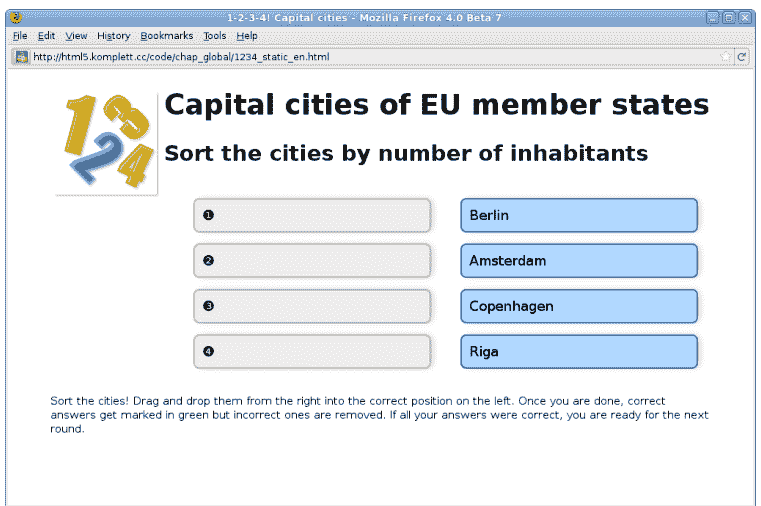 1-2-3-4! Capital cities - Mozilla Firefox 4.0 Beta 7
File Edit View History Bookmarks Tools Help
http://html5.komplett.cc/code/chap_global/1234_static_en.html
1 2 3 4
Capital cities of EU member states
Sort the cities by number of inhabitants
❶ Berlin
❷ Amsterdam
❸ Copenhagen
❹ Riga
Sort the cities! Drag and drop them from the right into the correct position on the left. Once you are done, correct
answers get marked in green but incorrect ones are removed. If all your answers were correct, you are ready for the next
round.